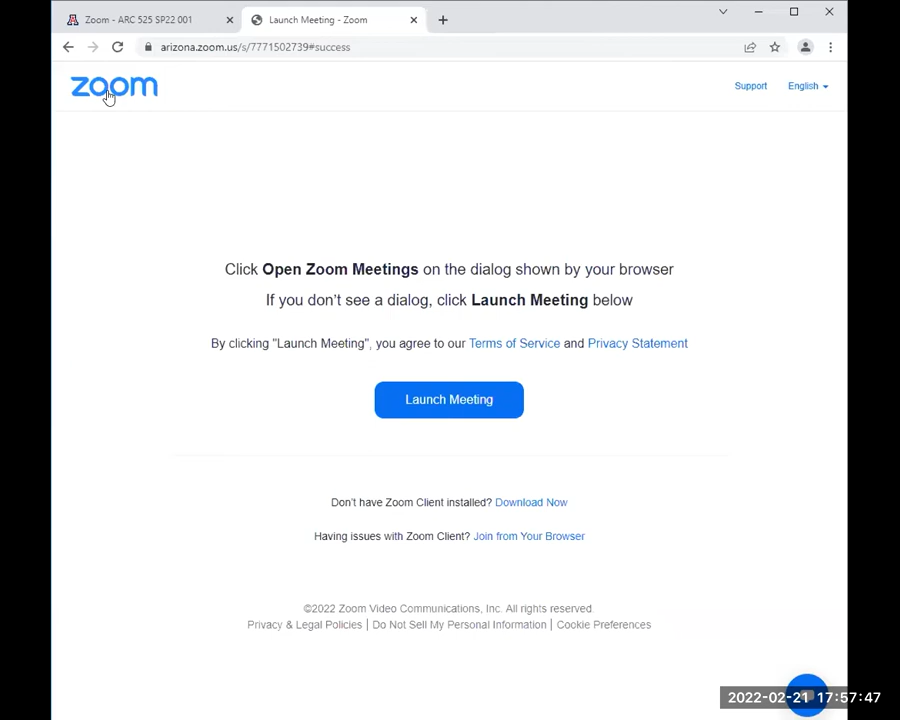 Zoom - ARC 525 SP22 001
Launch Meeting - Zoom
arizona.zoom.us/s/7771502739#success
zoom
Support
English
Click Open Zoom Meetings on the dialog shown by your browser
If you don’t see a dialog, click Launch Meeting below
By clicking "Launch Meeting", you agree to our Terms of Service and Privacy Statement
Launch Meeting
Don’t have Zoom Client installed? Download Now
Having issues with Zoom Client? Join from Your Browser
©2022 Zoom Video Communications, Inc. All rights reserved.
Privacy & Legal Policies | Do Not Sell My Personal Information | Cookie Preferences
2022-02-21 17:57:47